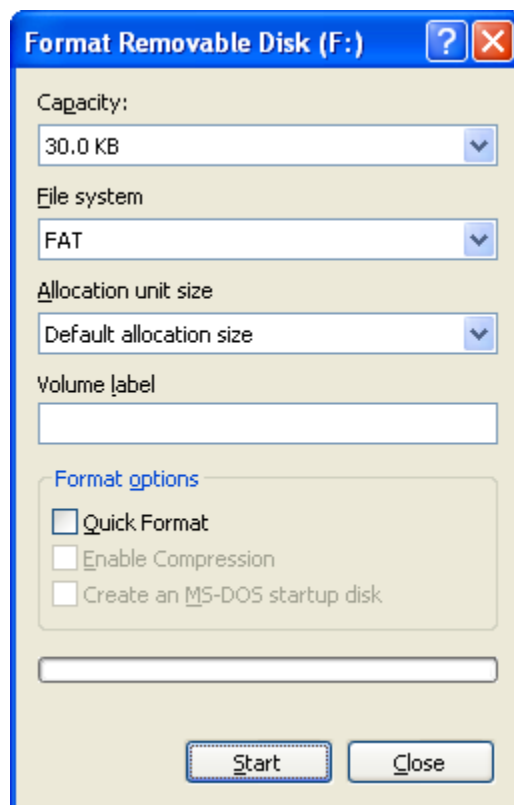 Format Removable Disk (F:)
Capacity:
30.0 KB
File system
FAT
Allocation unit size
Default allocation size
Volume label
Format options
Quick Format
Enable Compression
Create an MS-DOS startup disk
Start Close